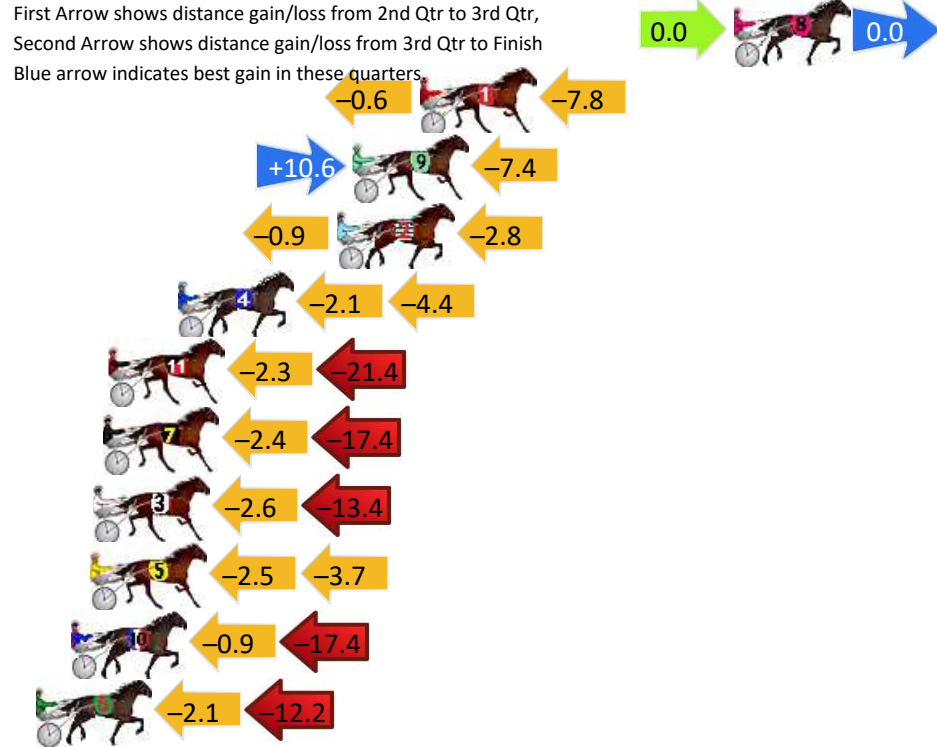 First Arrow shows distance gain/loss from 2nd Qtr to 3rd Qtr,
Second Arrow shows distance gain/loss from 3rd Qtr to Finish
Blue arrow indicates best gain in these quarters.
0.0 8 0.0
–0.6 1 –7.8
+10.6 9 –7.4
–0.9 2 –2.8
4 –2.1 –4.4
11 –2.3 –21.4
7 –2.4 –17.4
3 –2.6 –13.4
5 –2.5 –3.7
10 –0.9 –17.4
6 –2.1 –12.2